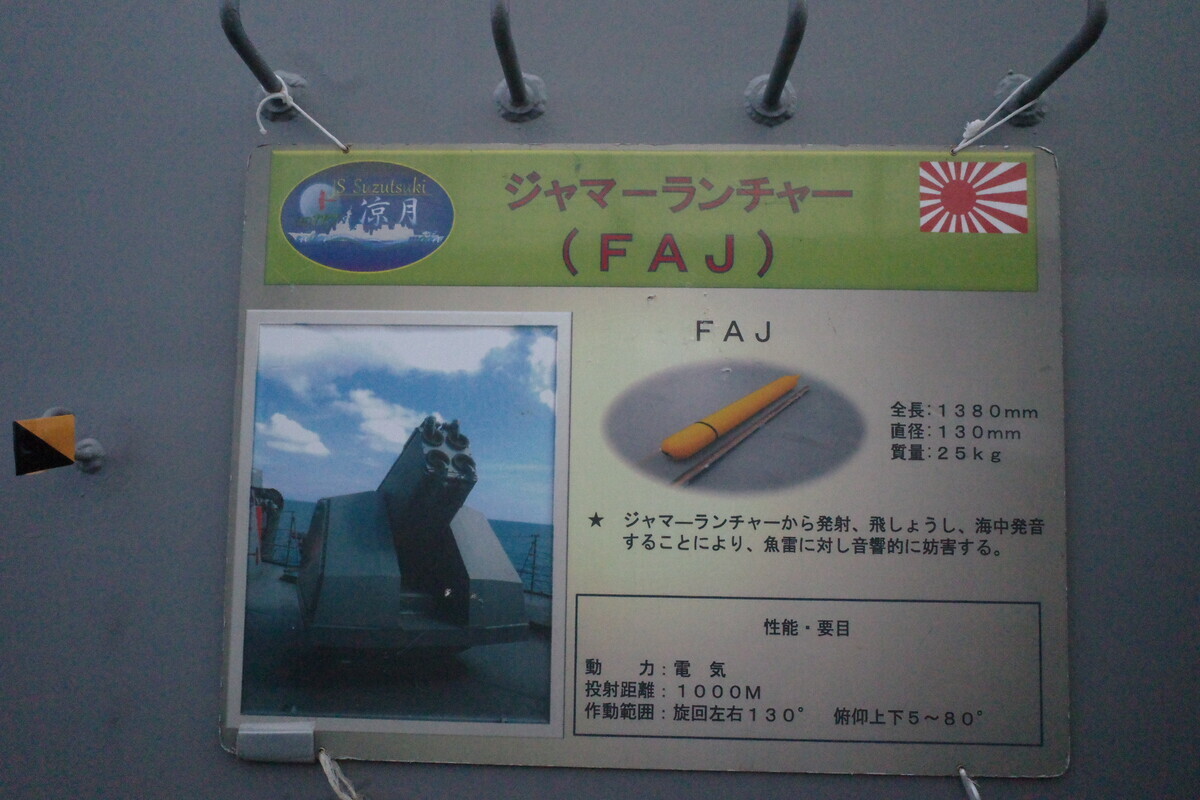 JS Suzutsuki
涼月
ジャマーランチャー
（ＦＡＪ）
ＦＡＪ
全長：１３８０ｍｍ
直径：１３０ｍｍ
質量：２５ｋｇ
★ ジャマーランチャーから発射、飛しょうし、海中発音
することにより、魚雷に対し音響的に妨害する。
性能・要目
動　力：電　気
投射距離：１０００Ｍ
作動範囲：旋回左右１３０°　俯仰上下５～８０°